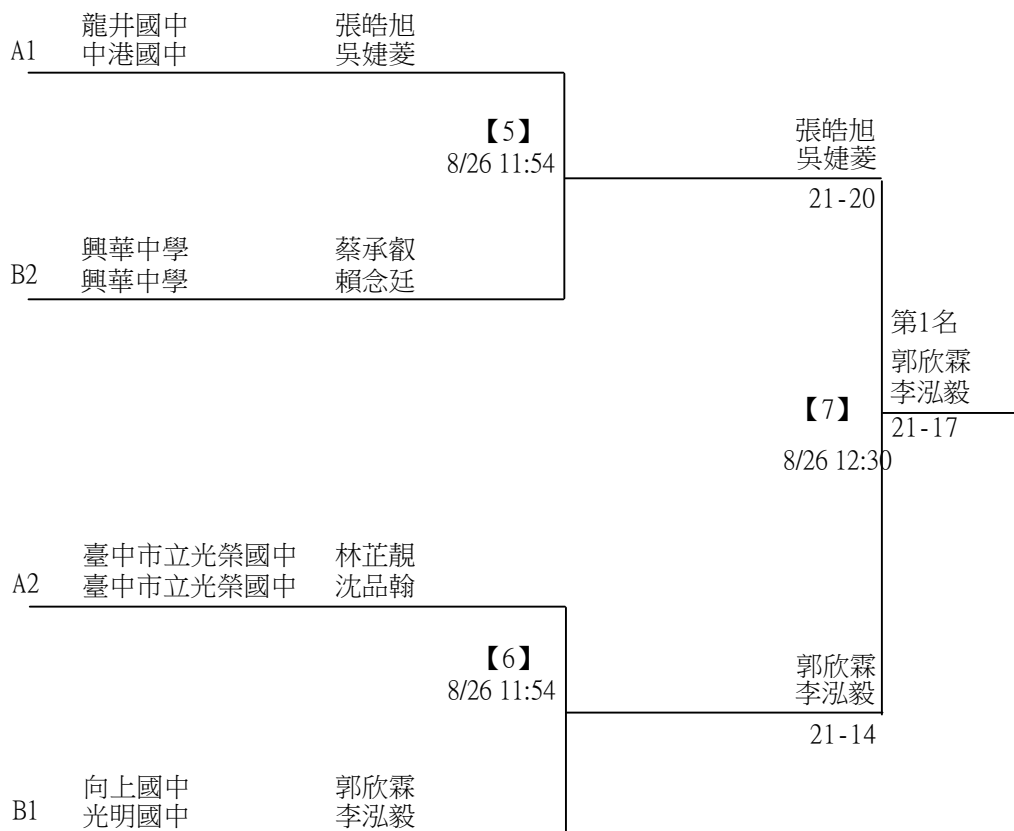 龍井國中 張皓旭
A1 中港國中 吳婕菱
【5】
8/26 11:54
張皓旭
吳婕菱
21-20
興華中學 蔡承叡
B2 興華中學 賴念廷
第1名
郭欣霖
李泓毅
【7】
21-17
8/26 12:30
臺中市立光榮國中 林芷靚
A2 臺中市立光榮國中 沈品翰
【6】
8/26 11:54
郭欣霖
李泓毅
21-14
向上國中 郭欣霖
B1 光明國中 李泓毅